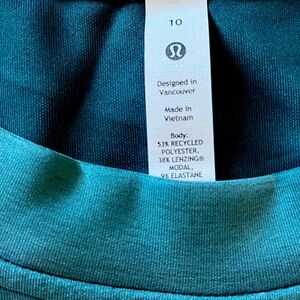 10
Designed in
Vancouver
Made in
Vietnam
Body:
53% RECYCLED
POLYESTER,
38% LENZING®
MODAL,
9% ELASTANE